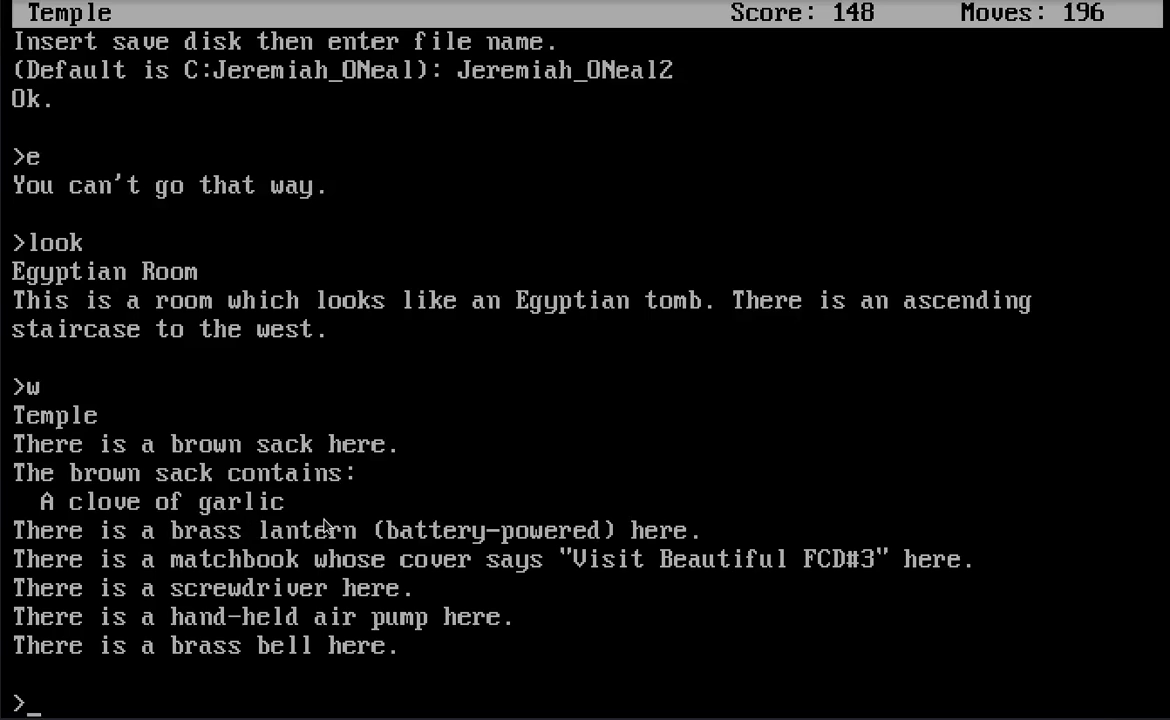 Temple Score: 148 Moves: 196
Insert save disk then enter file name.
(Default is C:Jeremiah_ONeal): Jeremiah_ONeal2
Ok.
>e
You can't go that way.
>look
Egyptian Room
This is a room which looks like an Egyptian tomb. There is an ascending
staircase to the west.
>w
Temple
There is a brown sack here.
The brown sack contains:
A clove of garlic
There is a brass lantern (battery-powered) here.
There is a matchbook whose cover says "Visit Beautiful FCD#3" here.
There is a screwdriver here.
There is a hand-held air pump here.
There is a brass bell here.
>_